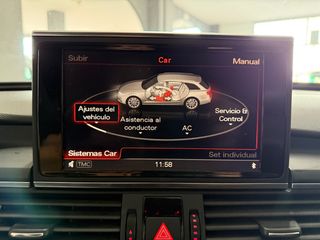 Subir
Car
Manual
Ajustes del
vehículo
Asistencia al
conductor
AC
Servicio &
Control
Sistemas Car
Set individual
TMC
11:58